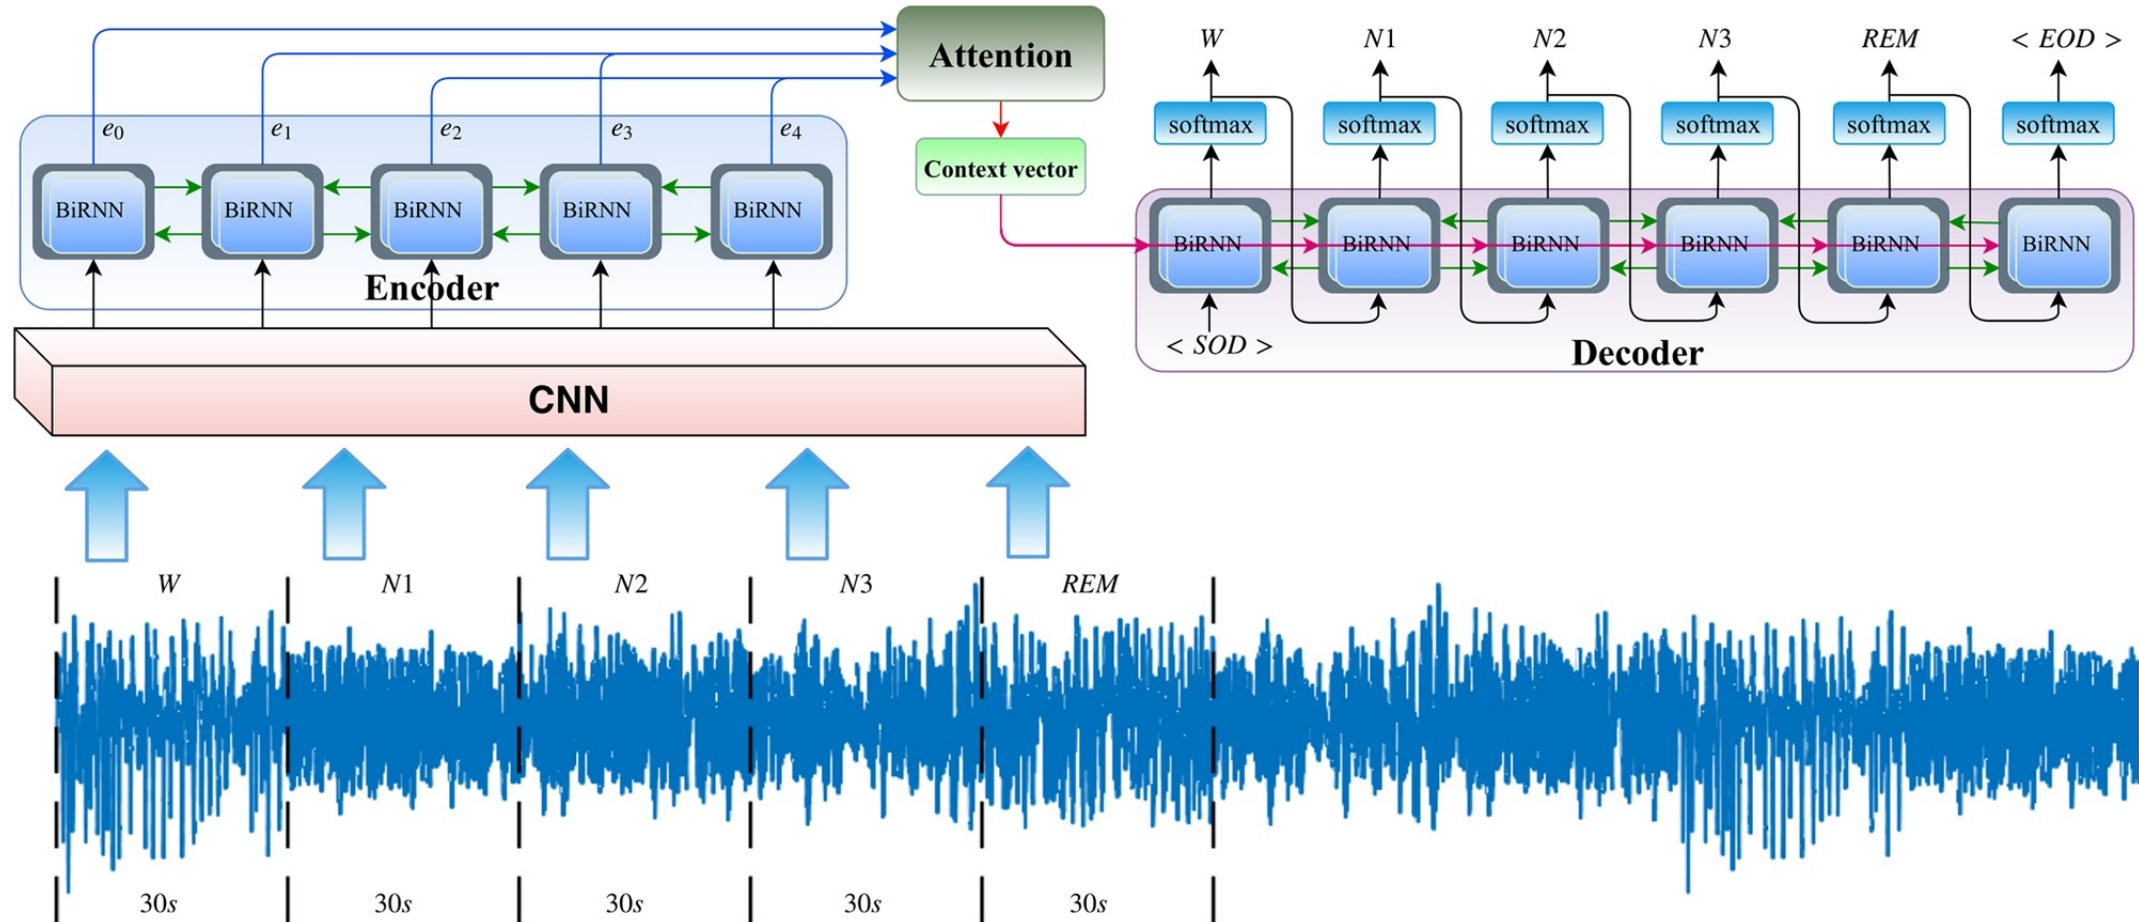 Attention
W N1 N2 N3 REM < EOD >
softmax softmax softmax softmax softmax softmax
e0 e1 e2 e3 e4
Context vector
BiRNN BiRNN BiRNN BiRNN BiRNN
BiRNN BiRNN BiRNN BiRNN BiRNN BiRNN
Encoder
< SOD >
Decoder
CNN
W N1 N2 N3 REM
30s 30s 30s 30s 30s